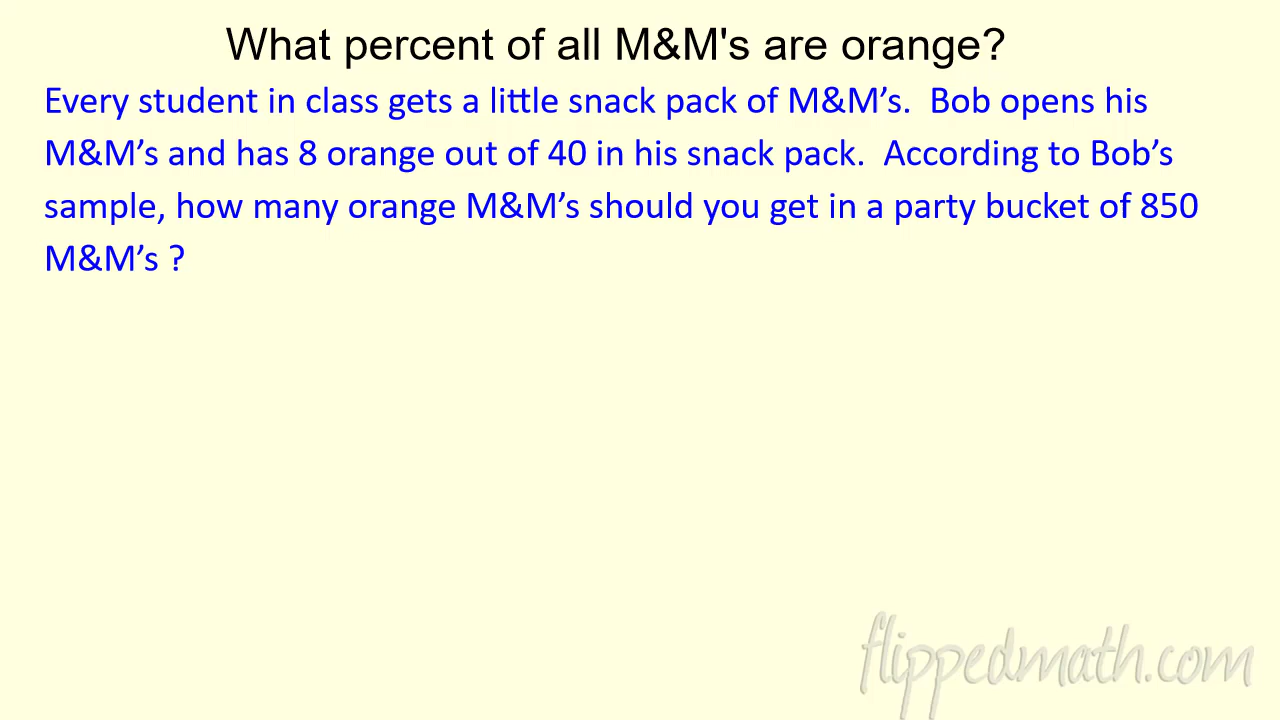 What percent of all M&M's are orange?
Every student in class gets a little snack pack of M&M’s.  Bob opens his
M&M’s and has 8 orange out of 40 in his snack pack.  According to Bob’s
sample, how many orange M&M’s should you get in a party bucket of 850
M&M’s ?
flippedmath.com